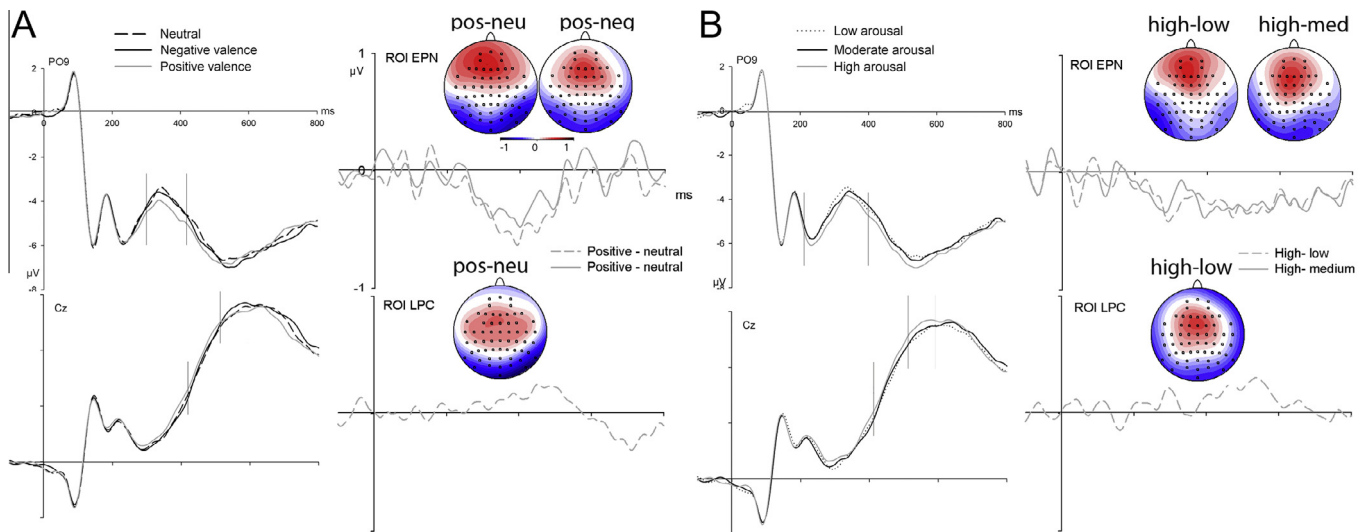 A
Neutral
Negative valence
Positive valence
PO9
2
0
-2
-4
-6
µV
-8
0
200
400
600
800
ms
Cz
pos-neu
pos-neg
ROI EPN
1
µV
-1 0 1
0
ms
Positive - neutral
Positive - neutral
-1
pos-neu
ROI LPC
B
Low arousal
Moderate arousal
High arousal
PO9
2
0
-2
-4
-6
µV
-8
0
200
400
600
800
ms
Cz
high-low
high-med
ROI EPN
High- low
High- medium
high-low
ROI LPC